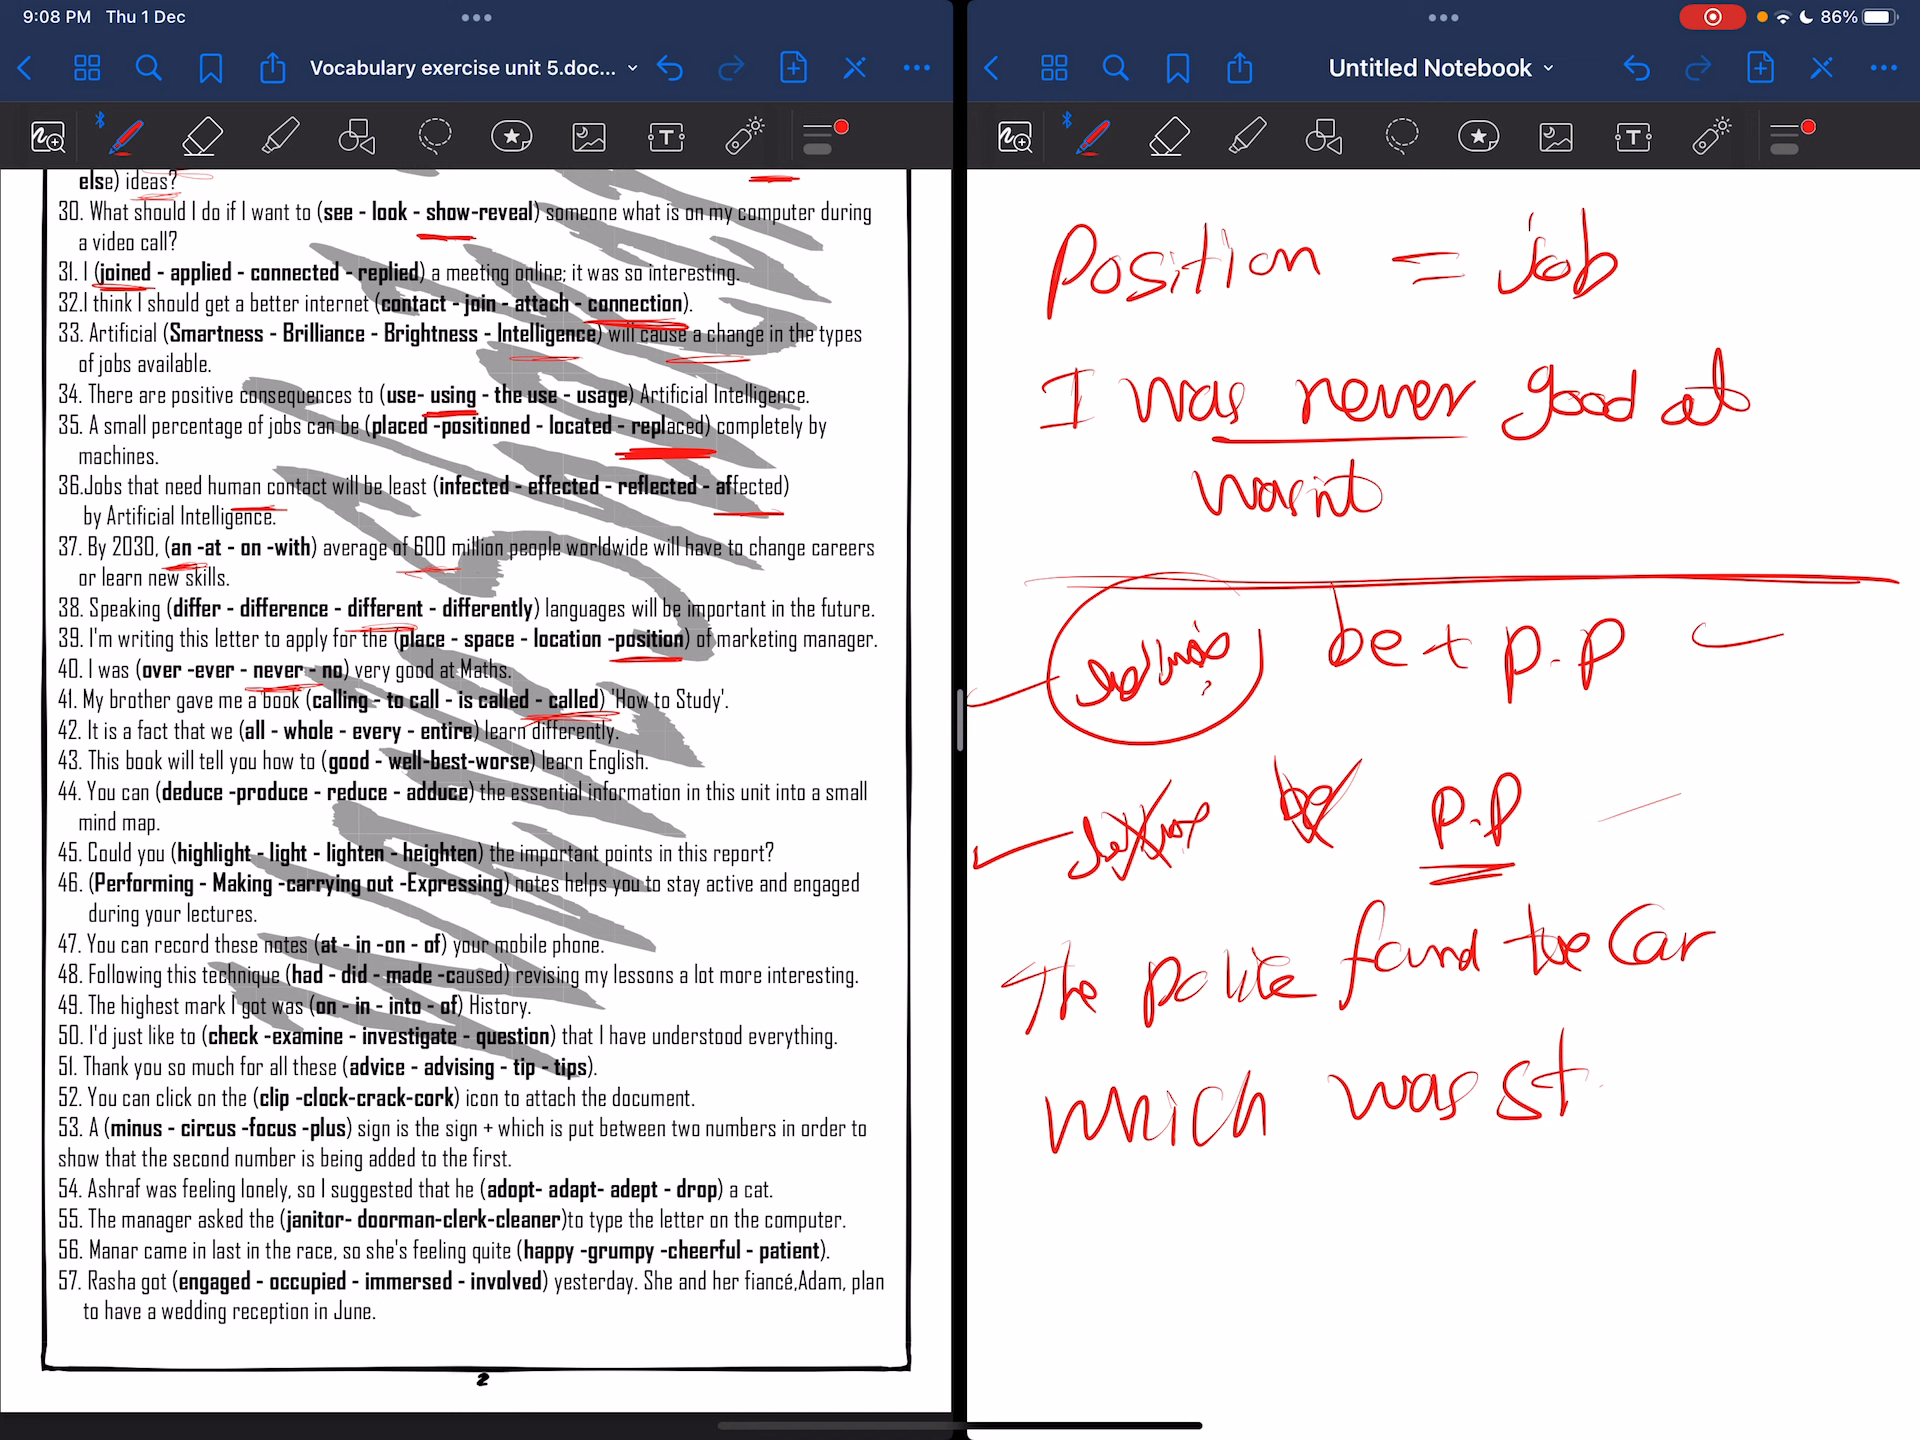 9:08 PM Thu 1 Dec
86%
Vocabulary exercise unit 5.doc...
Untitled Notebook
else) ideas?
30. What should I do if I want to (see - look - show-reveal) someone what is on my computer during
a video call?
31. I (joined - applied - connected - replied) a meeting online; it was so interesting.
32.I think I should get a better internet (contact - join - attach - connection).
33. Artificial (Smartness - Brilliance - Brightness - Intelligence) will cause a change in the types
of jobs available.
34. There are positive consequences to (use- using - the use - usage) Artificial Intelligence.
35. A small percentage of jobs can be (placed -positioned - located - replaced) completely by
machines.
36.Jobs that need human contact will be least (infected - effected - reflected - affected)
by Artificial Intelligence.
37. By 2030, (an -at - on -with) average of 600 million people worldwide will have to change careers
or learn new skills.
38. Speaking (differ - difference - different - differently) languages will be important in the future.
39. I'm writing this letter to apply for the (place - space - location -position) of marketing manager.
40. I was (over -ever - never - no) very good at Maths.
41. My brother gave me a book (calling - to call - is called - called) 'How to Study'.
42. It is a fact that we (all - whole - every - entire) learn differently.
43. This book will tell you how to (good - well-best-worse) learn English.
44. You can (deduce -produce - reduce - adduce) the essential information in this unit into a small
mind map.
45. Could you (highlight - light - lighten - heighten) the important points in this report?
46. (Performing - Making -carrying out -Expressing) notes helps you to stay active and engaged
during your lectures.
47. You can record these notes (at - in -on - of) your mobile phone.
48. Following this technique (had - did - made -caused) revising my lessons a lot more interesting.
49. The highest mark I got was (on - in - into - of) History.
50. I'd just like to (check -examine - investigate - question) that I have understood everything.
51. Thank you so much for all these (advice - advising - tip - tips).
52. You can click on the (clip -clock-crack-cork) icon to attach the document.
53. A (minus - circus -focus -plus) sign is the sign + which is put between two numbers in order to
show that the second number is being added to the first.
54. Ashraf was feeling lonely, so I suggested that he (adopt- adapt- adept - drop) a cat.
55. The manager asked the (janitor- doorman-clerk-cleaner)to type the letter on the computer.
56. Manar came in last in the race, so she's feeling quite (happy -grumpy -cheerful - patient).
57. Rasha got (engaged - occupied - immersed - involved) yesterday. She and her fiancé,Adam, plan
to have a wedding reception in June.
2
Position = job
I was never good at
wasn't
be + p.p
be p.p
The police found the Car
which was st